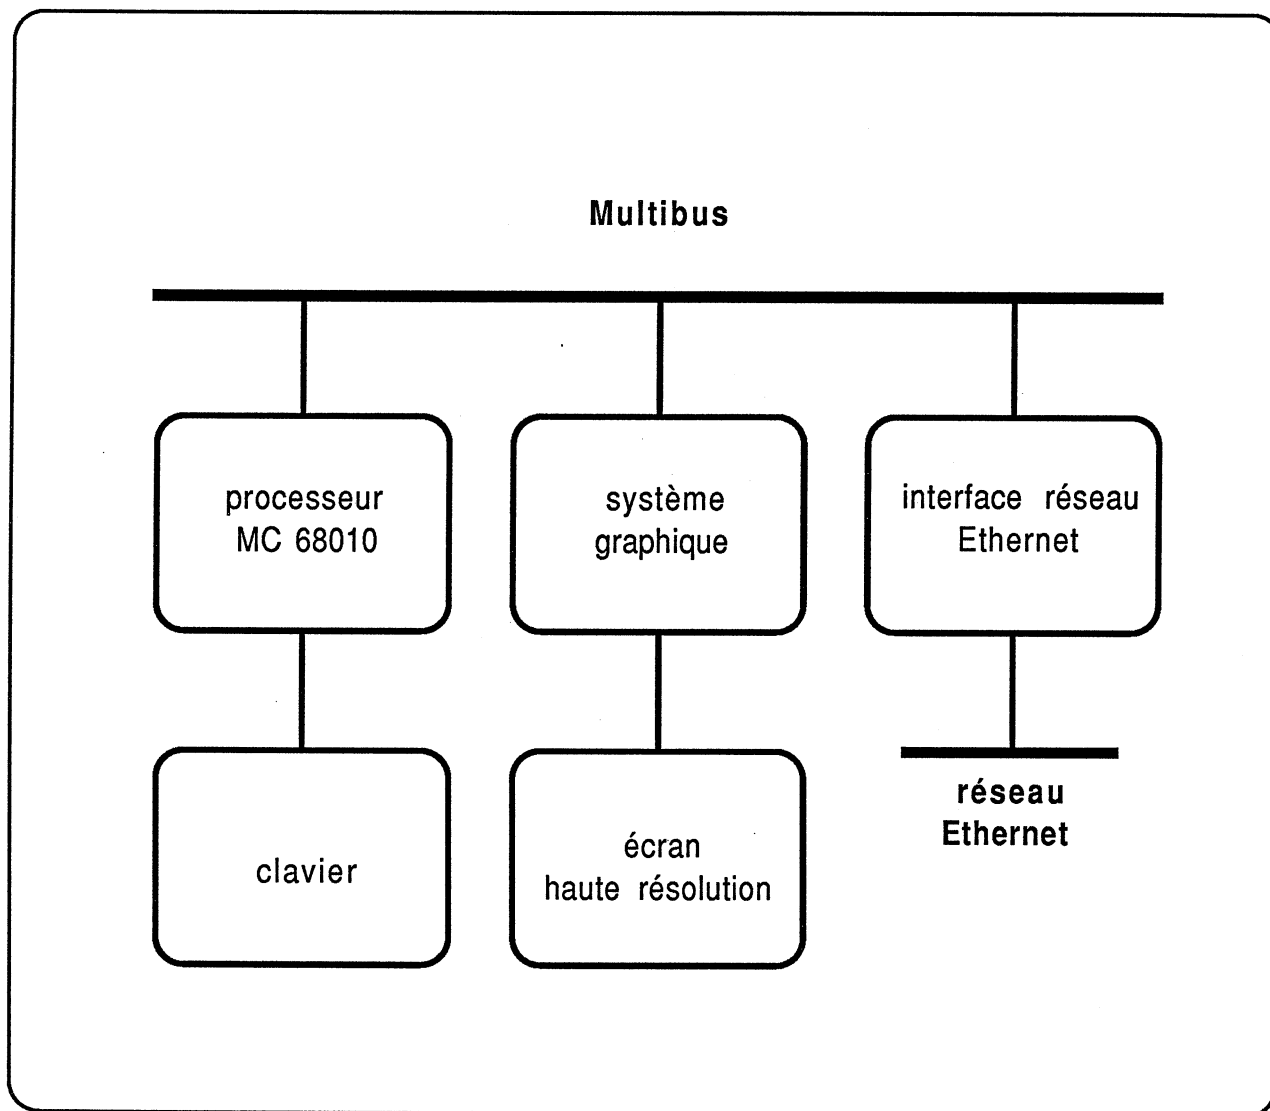 Multibus
processeur
MC 68010
système
graphique
interface réseau
Ethernet
clavier
écran
haute résolution
réseau
Ethernet